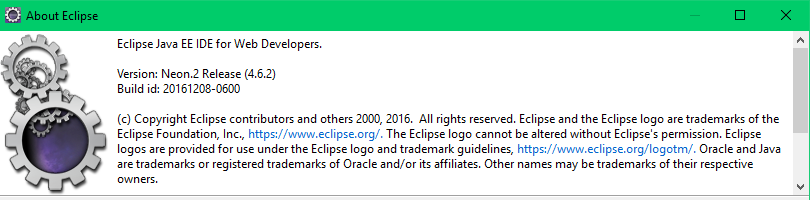 About Eclipse
Eclipse Java EE IDE for Web Developers.
Version: Neon.2 Release (4.6.2)
Build id: 20161208-0600
(c) Copyright Eclipse contributors and others 2000, 2016.  All rights reserved. Eclipse and the Eclipse logo are trademarks of the
Eclipse Foundation, Inc., https://www.eclipse.org/. The Eclipse logo cannot be altered without Eclipse's permission. Eclipse
logos are provided for use under the Eclipse logo and trademark guidelines, https://www.eclipse.org/logotm/. Oracle and Java
are trademarks or registered trademarks of Oracle and/or its affiliates. Other names may be trademarks of their respective
owners.